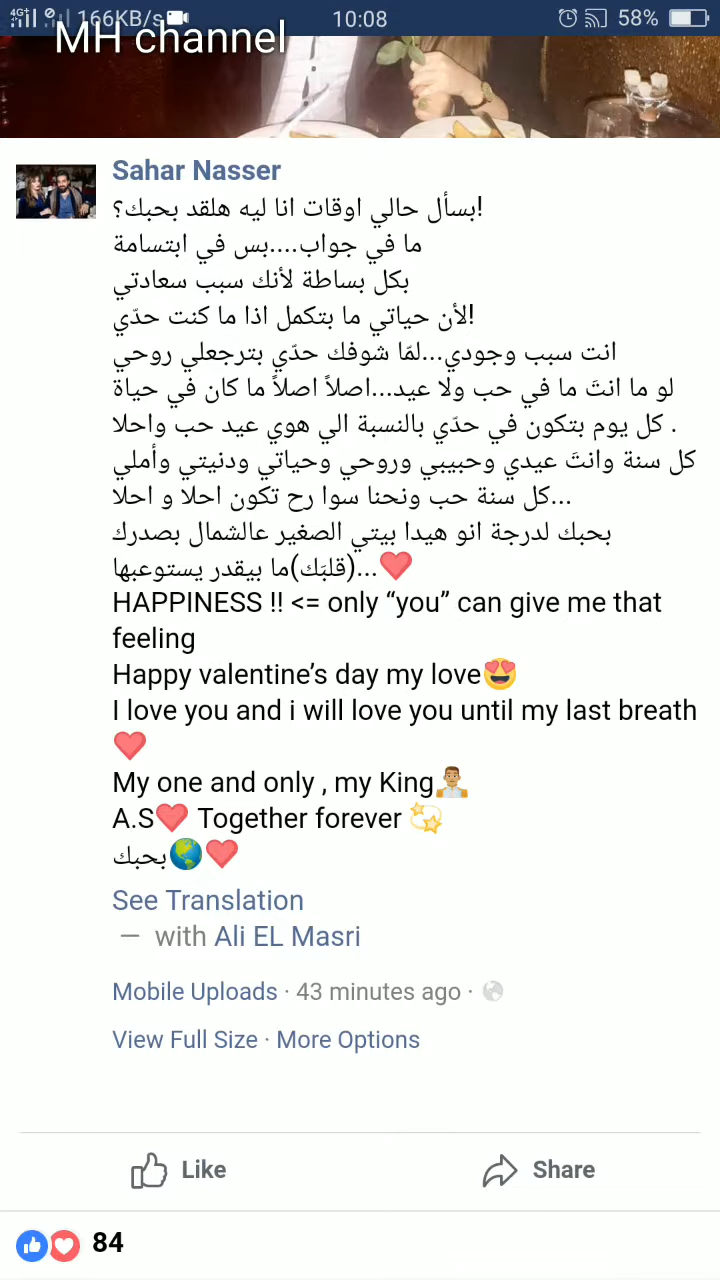 4G+ 166KB/s 10:08 58%
MH channel
Sahar Nasser
بسأل حالي اوقات انا ليه هلقد بحبك؟!
ما في جواب....بس في ابتسامة
بكل بساطة لأنك سبب سعادتي
لأن حياتي ما بتكمل اذا ما كنت حدّي!
انت سبب وجودي...لمّا شوفك حدّي بترجعلي روحي
لو ما انتَ ما في حب ولا عيد...اصلاً اصلاً ما كان في حياة
. كل يوم بتكون في حدّي بالنسبة الي هوي عيد حب واحلا
كل سنة وانتَ عيدي وحبيبي وروحي وحياتي ودنيتي وأملي
كل سنة حب ونحنا سوا رح تكون احلا و احلا...
بحبك لدرجة انو هيدا بيتي الصغير عالشمال بصدرك
(قلبَك)ما بيقدر يستوعبها...❤
HAPPINESS !! <= only “you” can give me that
feeling
Happy valentine’s day my love😍
I love you and i will love you until my last breath
❤
My one and only , my King
A.S❤ Together forever 💫
بحبك🌎❤
See Translation
— with Ali EL Masri
Mobile Uploads · 43 minutes ago ·
View Full Size · More Options
Like Share
84